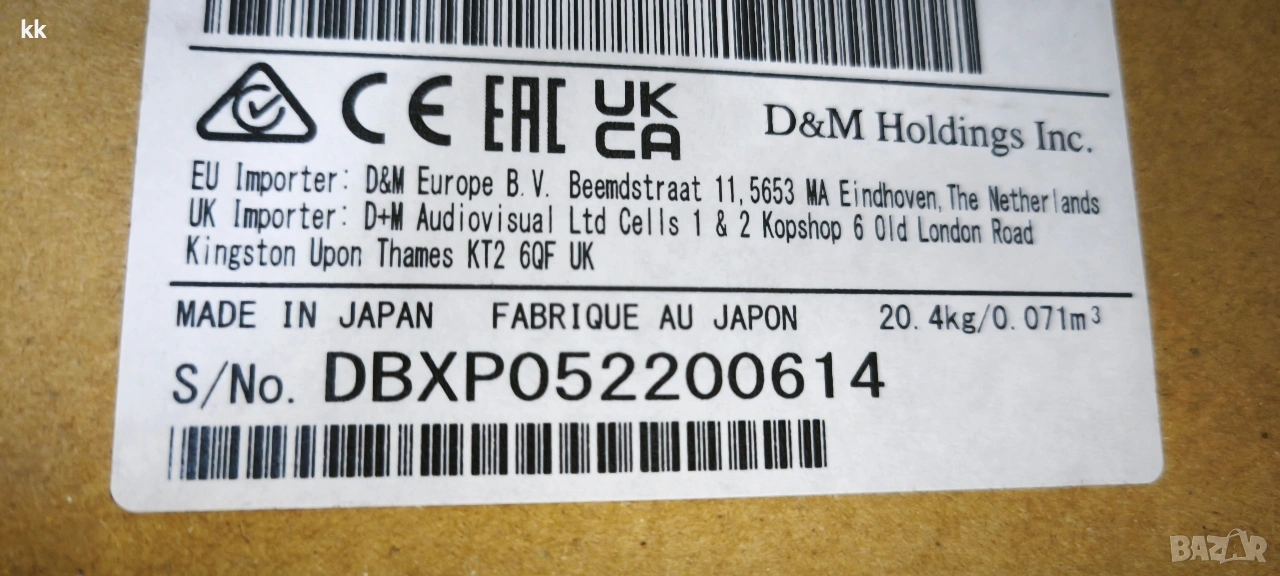 kk
CE EAC UK
CA
D&M Holdings Inc.
EU Importer: D&M Europe B.V. Beemdstraat 11, 5653 MA Eindhoven, The Netherlands
UK Importer: D+M Audiovisual Ltd Cells 1 & 2 Kopshop 6 Old London Road
Kingston Upon Thames KT2 6QF UK
MADE IN JAPAN FABRIQUE AU JAPON 20.4kg/0.071m³
S/No. DBXP052200614
BAZAR